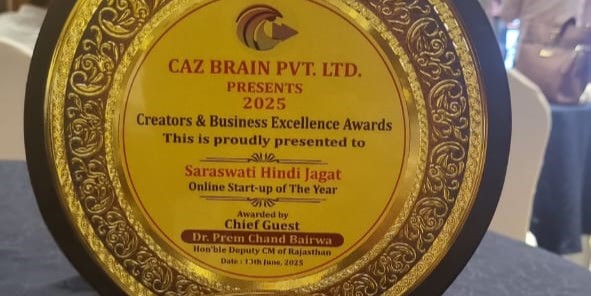 CAZ BRAIN PVT. LTD.
PRESENTS
2025
Creators & Business Excellence Awards
This is proudly presented to
Saraswati Hindi Jagat
Online Start-up of The Year
Awarded by
Chief Guest
Dr. Prem Chand Bairwa
Hon'ble Deputy CM of Rajasthan
Date : 13th June, 2025